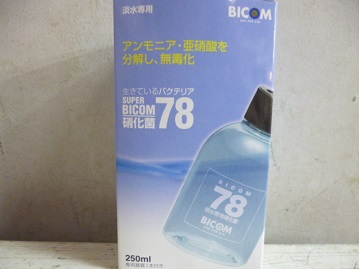 淡水専用
BICOM
アンモニア・亜硝酸を
分解し、無毒化
生きているバクテリア
SUPER
BICOM 78
硝化菌
BICOM
78
BICOM
250ml